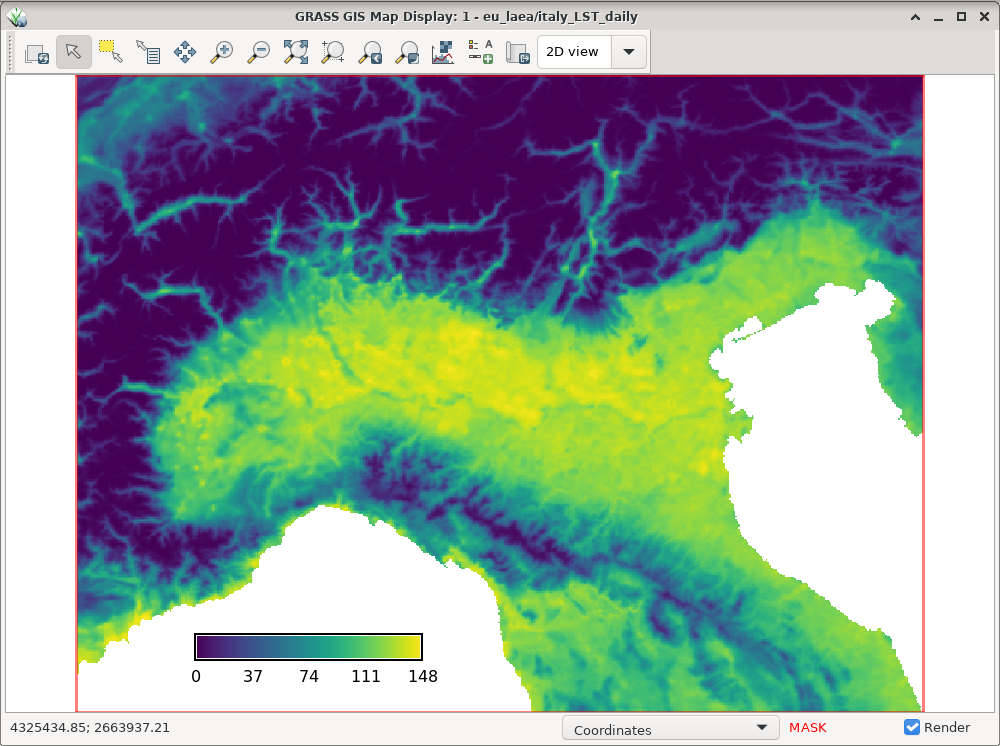 GRASS GIS Map Display: 1 - eu_laea/italy_LST_daily
A
2D view
0 37 74 111 148
4325434.85; 2663937.21 Coordinates MASK Render